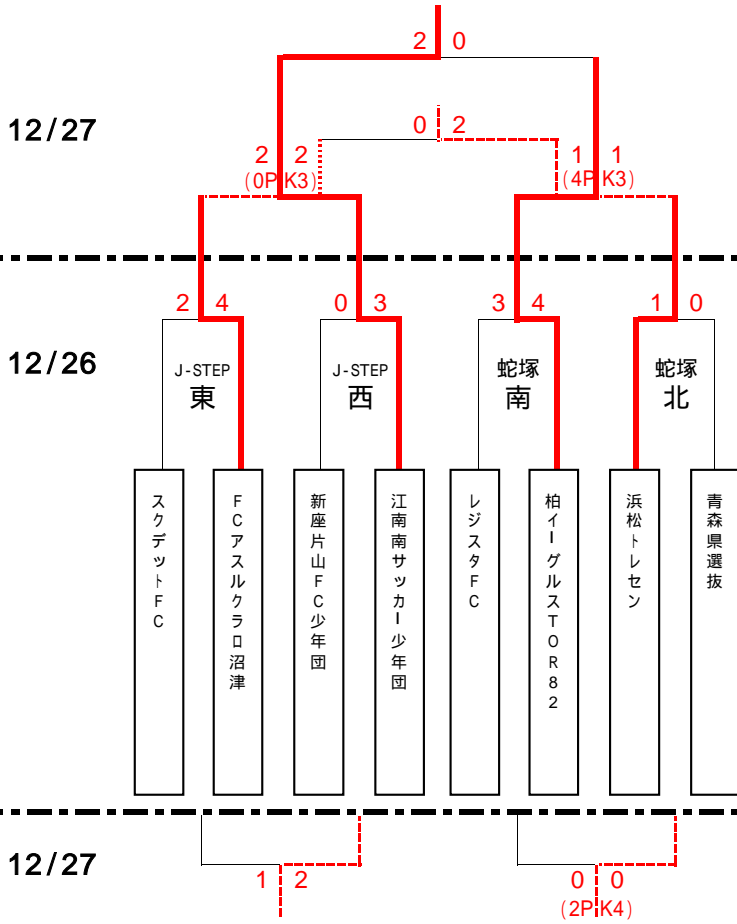 2 0
12/27
0 2
2 2
(0PK3)
1 1
(4PK3)
2 4
0 3
3 4
1 0
12/26
J-STEP
東
J-STEP
西
蛇塚
南
蛇塚
北
スクデットFC
FCアスルクラロ沼津
新座片山FC少年団
江南南サッカー少年団
レジスタFC
柏イーグルスTOR82
浜松トレセン
青森県選抜
12/27
1 2
0 0
(2PK4)